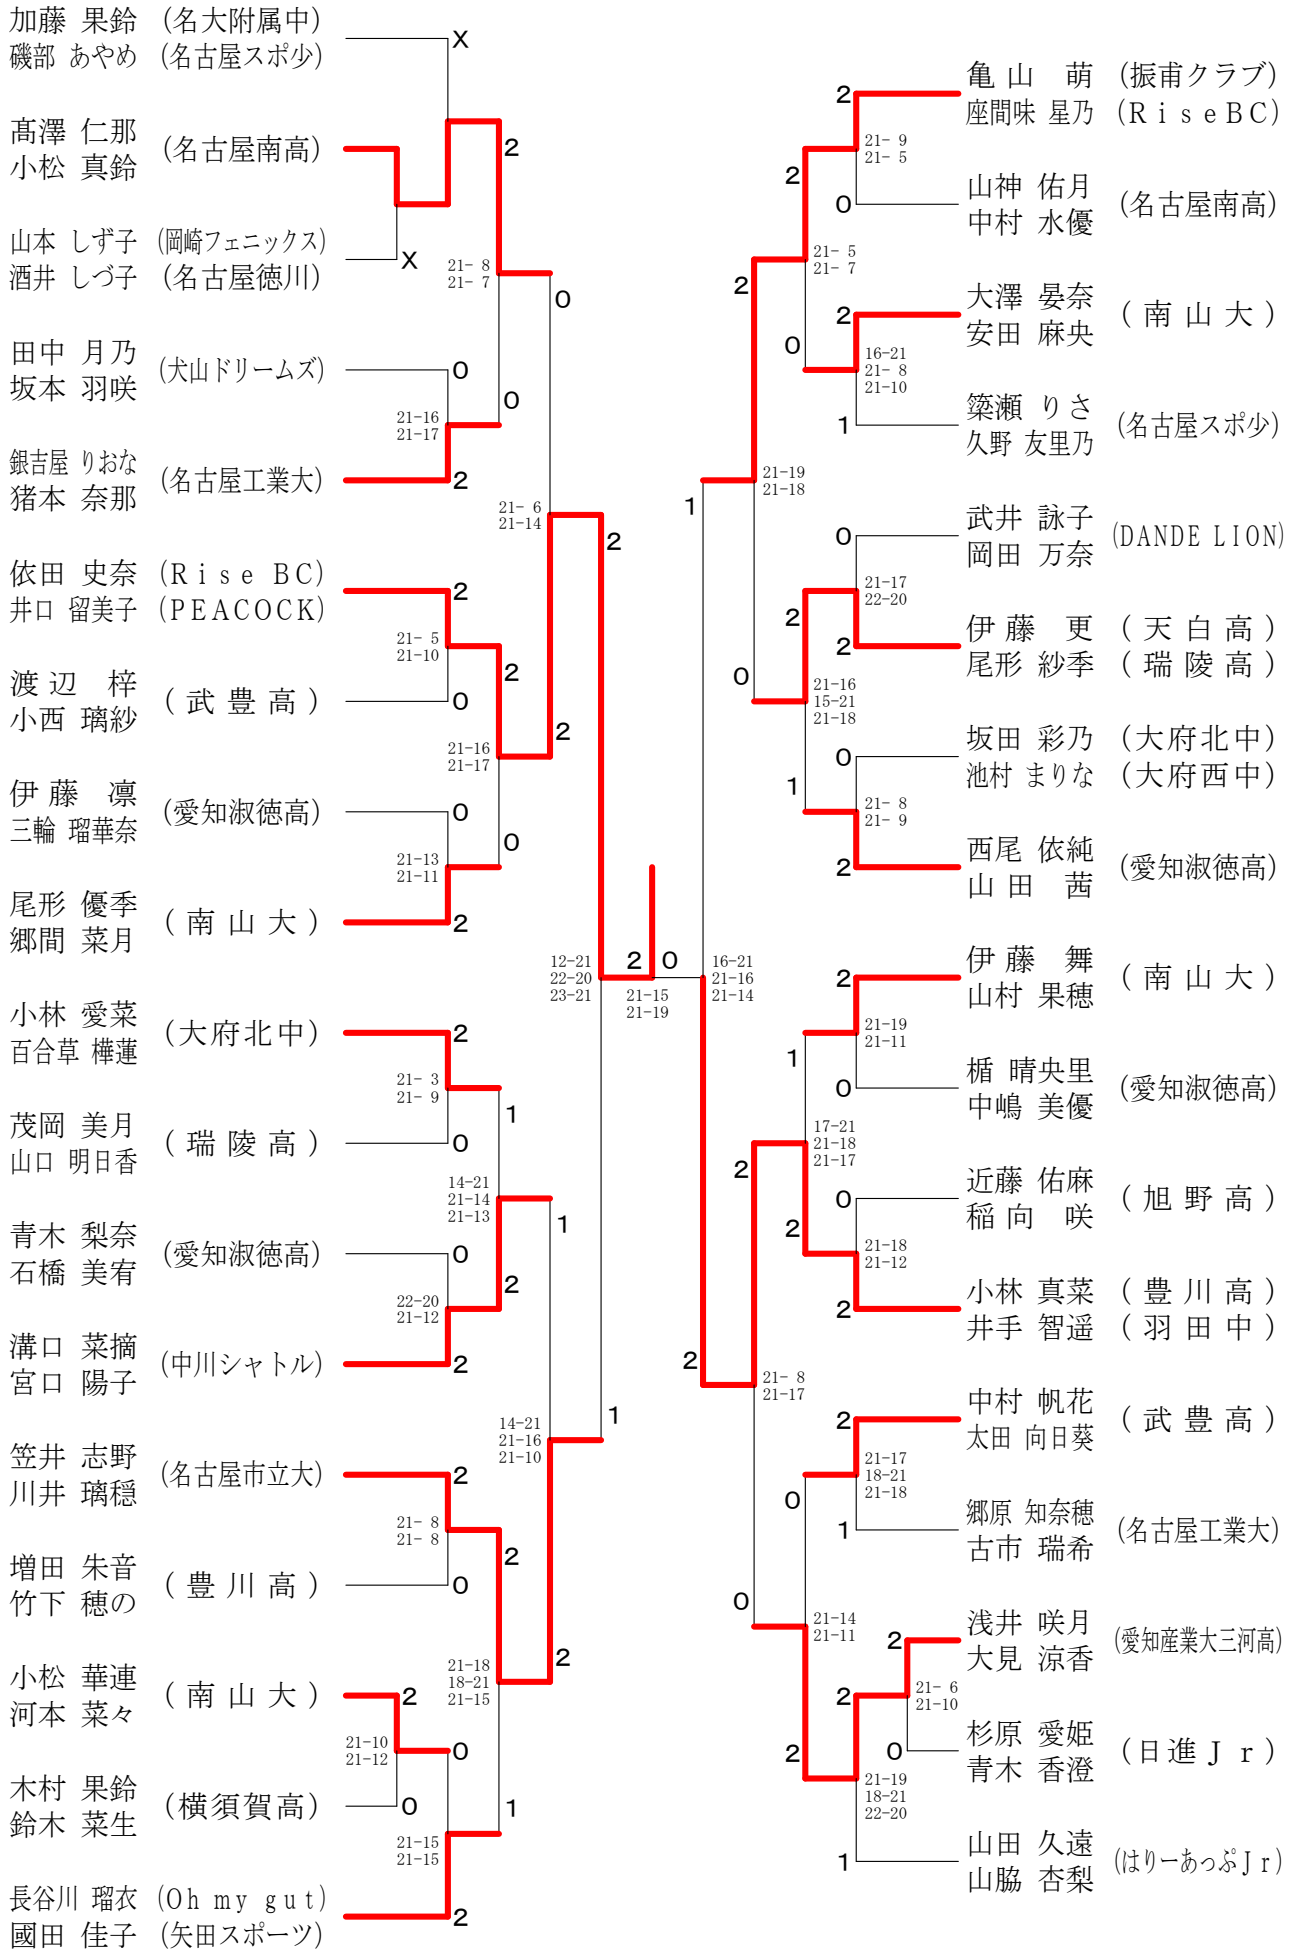 加藤 果鈴 (名大附属中)
磯部 あやめ (名古屋スポ少)
X
髙澤 仁那
小松 真鈴
(名古屋南高)
2
山本 しず子 (岡崎フェニックス)
酒井 しづ子 (名古屋徳川)
X
21- 8
21- 7
0
田中 月乃
坂本 羽咲
(犬山ドリームズ)
0
0
21-16
21-17
銀吉屋 りおな
猪本 奈那
(名古屋工業大)
2
21- 6
21-14
2
依田 史奈 (Rise BC)
井口 留美子 (PEACOCK)
2
21- 5
21-10
2
渡辺 梓
小西 璃紗
(武豊高)
0
2
21-16
21-17
伊藤 凛
三輪 瑠華奈
(愛知淑徳高)
0
0
21-13
21-11
尾形 優季
郷間 菜月
(南山大)
2
12-21
22-20
23-21
2
0
21-15
21-19
小林 愛菜
百合草 樺蓮
(大府北中)
2
21- 3
21- 9
1
茂岡 美月
山口 明日香
(瑞陵高)
0
14-21
21-14
21-13
1
青木 梨奈
石橋 美宥
(愛知淑徳高)
0
2
22-20
21-12
溝口 菜摘
宮口 陽子
(中川シャトル)
2
14-21
21-16
21-10
1
笠井 志野
川井 璃穏
(名古屋市立大)
2
21- 8
21- 8
2
増田 朱音
竹下 穂の
(豊川高)
0
21-18
18-21
21-15
2
小松 華連
河本 菜々
(南山大)
2
21-10
21-12
0
木村 果鈴
鈴木 菜生
(横須賀高)
0
1
21-15
21-15
長谷川 瑠衣 (Oh my gut)
國田 佳子 (矢田スポーツ)
2
亀山 萌 (振甫クラブ)
座間味 星乃 (RiseBC)
2
21- 9
21- 5
2
山神 佑月
中村 水優
(名古屋南高)
0
21- 5
21- 7
2
大澤 晏奈
安田 麻央
(南山大)
2
0
16-21
21- 8
21-10
簗瀬 りさ
久野 友里乃
(名古屋スポ少)
1
21-19
21-18
1
武井 詠子
岡田 万奈
(DANDE LION)
0
21-17
22-20
2
伊藤 更 (天白高)
尾形 紗季 (瑞陵高)
2
0
21-16
15-21
21-18
坂田 彩乃 (大府北中)
池村 まりな (大府西中)
0
1
21- 8
21- 9
西尾 依純
山田 茜
(愛知淑徳高)
2
16-21
21-16
21-14
伊藤 舞
山村 果穂
(南山大)
2
21-19
21-11
1
楯 晴央里
中嶋 美優
(愛知淑徳高)
0
17-21
21-18
21-17
2
近藤 佑麻
稲向 咲
(旭野高)
0
2
21-18
21-12
小林 真菜 (豊川高)
井手 智遥 (羽田中)
2
2
21- 8
21-17
中村 帆花
太田 向日葵
(武豊高)
2
21-17
18-21
21-18
0
郷原 知奈穂
古市 瑞希
(名古屋工業大)
1
0
21-14
21-11
浅井 咲月
大見 涼香
(愛知産業大三河高)
2
21- 6
21-10
2
杉原 愛姫
青木 香澄
(日進Jr)
0
2
21-19
18-21
22-20
山田 久遠
山脇 杏梨
(はりーあっぷJr)
1